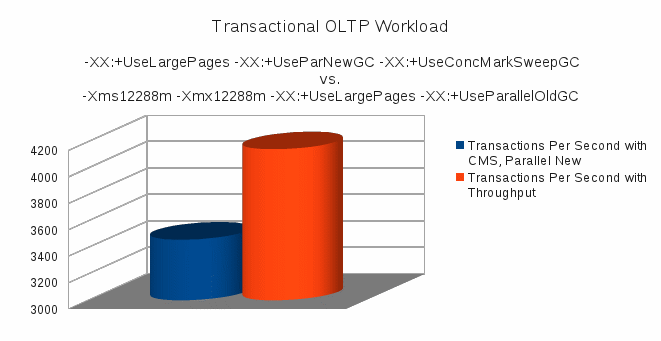 Transactional OLTP Workload
-XX:+UseLargePages -XX:+UseParNewGC -XX:+UseConcMarkSweepGC
vs.
-Xms12288m -Xmx12288m -XX:+UseLargePages -XX:+UseParallelOldGC
4200
4000
3800
3600
3400
3200
3000
Transactions Per Second with
CMS, Parallel New
Transactions Per Second with
Throughput